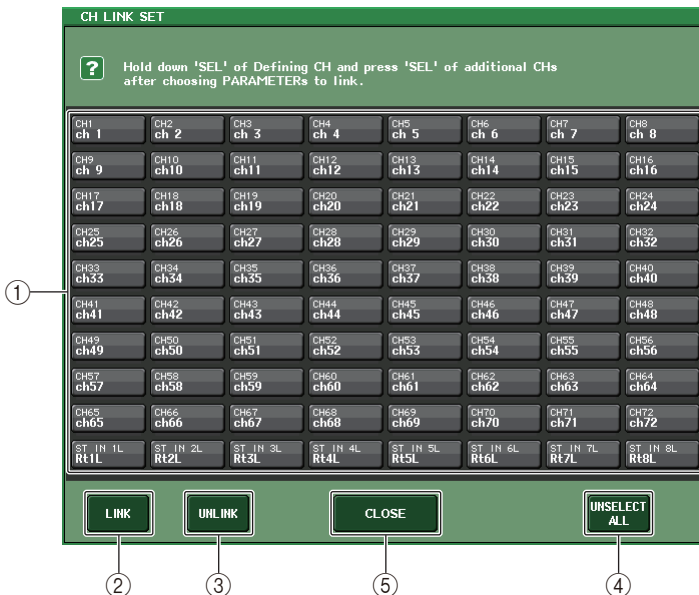 CH LINK SET
?
Hold down 'SEL' of Defining CH and press 'SEL' of additional CHs
after choosing PARAMETERs to link.
CH1 CH2 CH3 CH4 CH5 CH6 CH7 CH8
ch 1 ch 2 ch 3 ch 4 ch 5 ch 6 ch 7 ch 8
CH9 CH10 CH11 CH12 CH13 CH14 CH15 CH16
ch 9 ch10 ch11 ch12 ch13 ch14 ch15 ch16
CH17 CH18 CH19 CH20 CH21 CH22 CH23 CH24
ch17 ch18 ch19 ch20 ch21 ch22 ch23 ch24
CH25 CH26 CH27 CH28 CH29 CH30 CH31 CH32
ch25 ch26 ch27 ch28 ch29 ch30 ch31 ch32
CH33 CH34 CH35 CH36 CH37 CH38 CH39 CH40
ch33 ch34 ch35 ch36 ch37 ch38 ch39 ch40
①
CH41 CH42 CH43 CH44 CH45 CH46 CH47 CH48
ch41 ch42 ch43 ch44 ch45 ch46 ch47 ch48
CH49 CH50 CH51 CH52 CH53 CH54 CH55 CH56
ch49 ch50 ch51 ch52 ch53 ch54 ch55 ch56
CH57 CH58 CH59 CH60 CH61 CH62 CH63 CH64
ch57 ch58 ch59 ch60 ch61 ch62 ch63 ch64
CH65 CH66 CH67 CH68 CH69 CH70 CH71 CH72
ch65 ch66 ch67 ch68 ch69 ch70 ch71 ch72
ST IN 1L ST IN 2L ST IN 3L ST IN 4L ST IN 5L ST IN 6L ST IN 7L ST IN 8L
Rt1L Rt2L Rt3L Rt4L Rt5L Rt6L Rt7L Rt8L
LINK UNLINK CLOSE UNSELECT
ALL
② ③ ⑤ ④